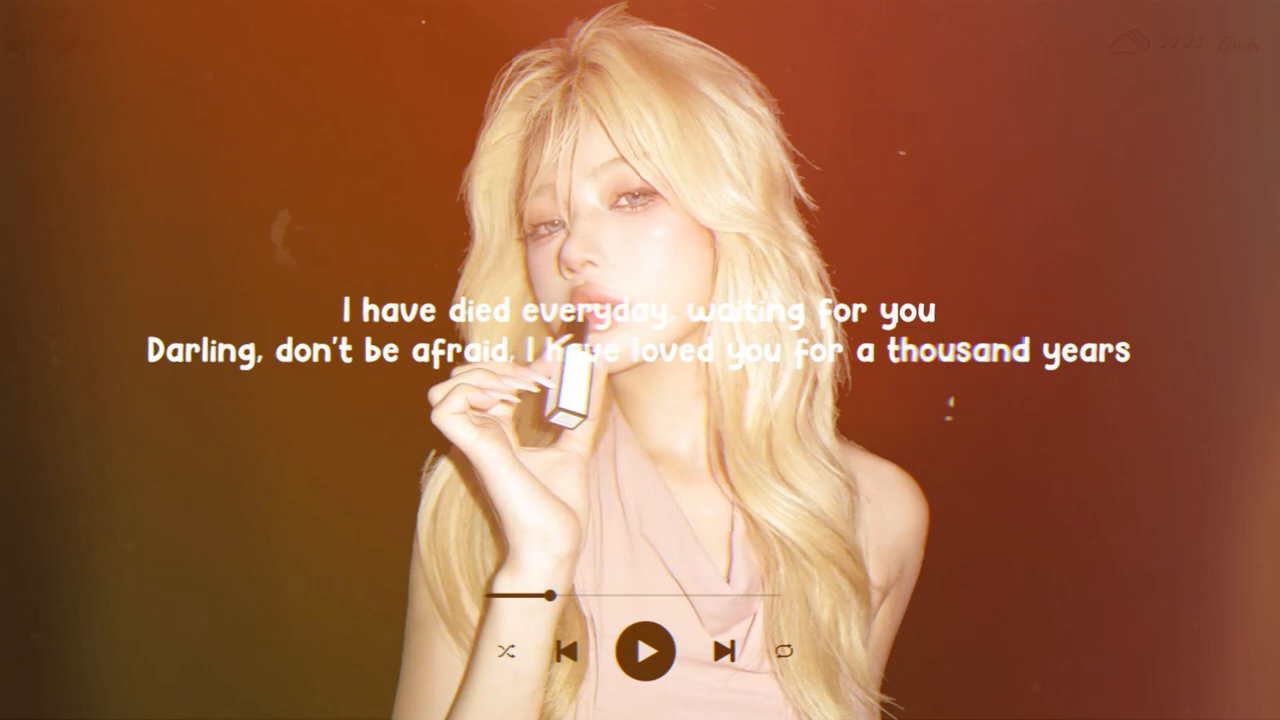 I have died everyday, waiting for you
Darling, don't be afraid, I have loved you for a thousand years